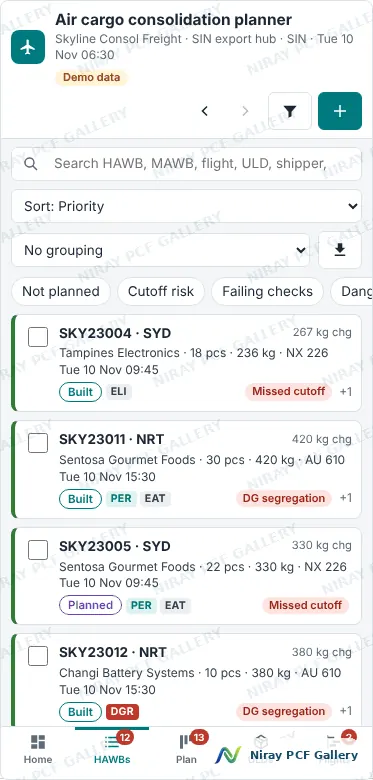 Air cargo consolidation planner
Skyline Consol Freight · SIN export hub · SIN · Tue 10
Nov 06:30
Demo data
Search HAWB, MAWB, flight, ULD, shipper,
Sort: Priority
No grouping
Not planned
Cutoff risk
Failing checks
Dang
SKY23004 · SYD
267 kg chg
Tampines Electronics · 18 pcs · 236 kg · NX 226
Tue 10 Nov 09:45
Built
ELI
Missed cutoff
+1
SKY23011 · NRT
420 kg chg
Sentosa Gourmet Foods · 30 pcs · 420 kg · AU 610
Tue 10 Nov 15:30
Built
PER
EAT
DG segregation
+1
SKY23005 · SYD
330 kg chg
Sentosa Gourmet Foods · 22 pcs · 330 kg · NX 226
Tue 10 Nov 09:45
Planned
PER
EAT
Missed cutoff
SKY23012 · NRT
380 kg chg
Changi Battery Systems · 10 pcs · 380 kg · AU 610
Tue 10 Nov 15:30
Built
DGR
DG segregation
+1
Home
12
HAWBs
13
Plan
Niray PCF Gallery
NIRAY PCF GALLERY